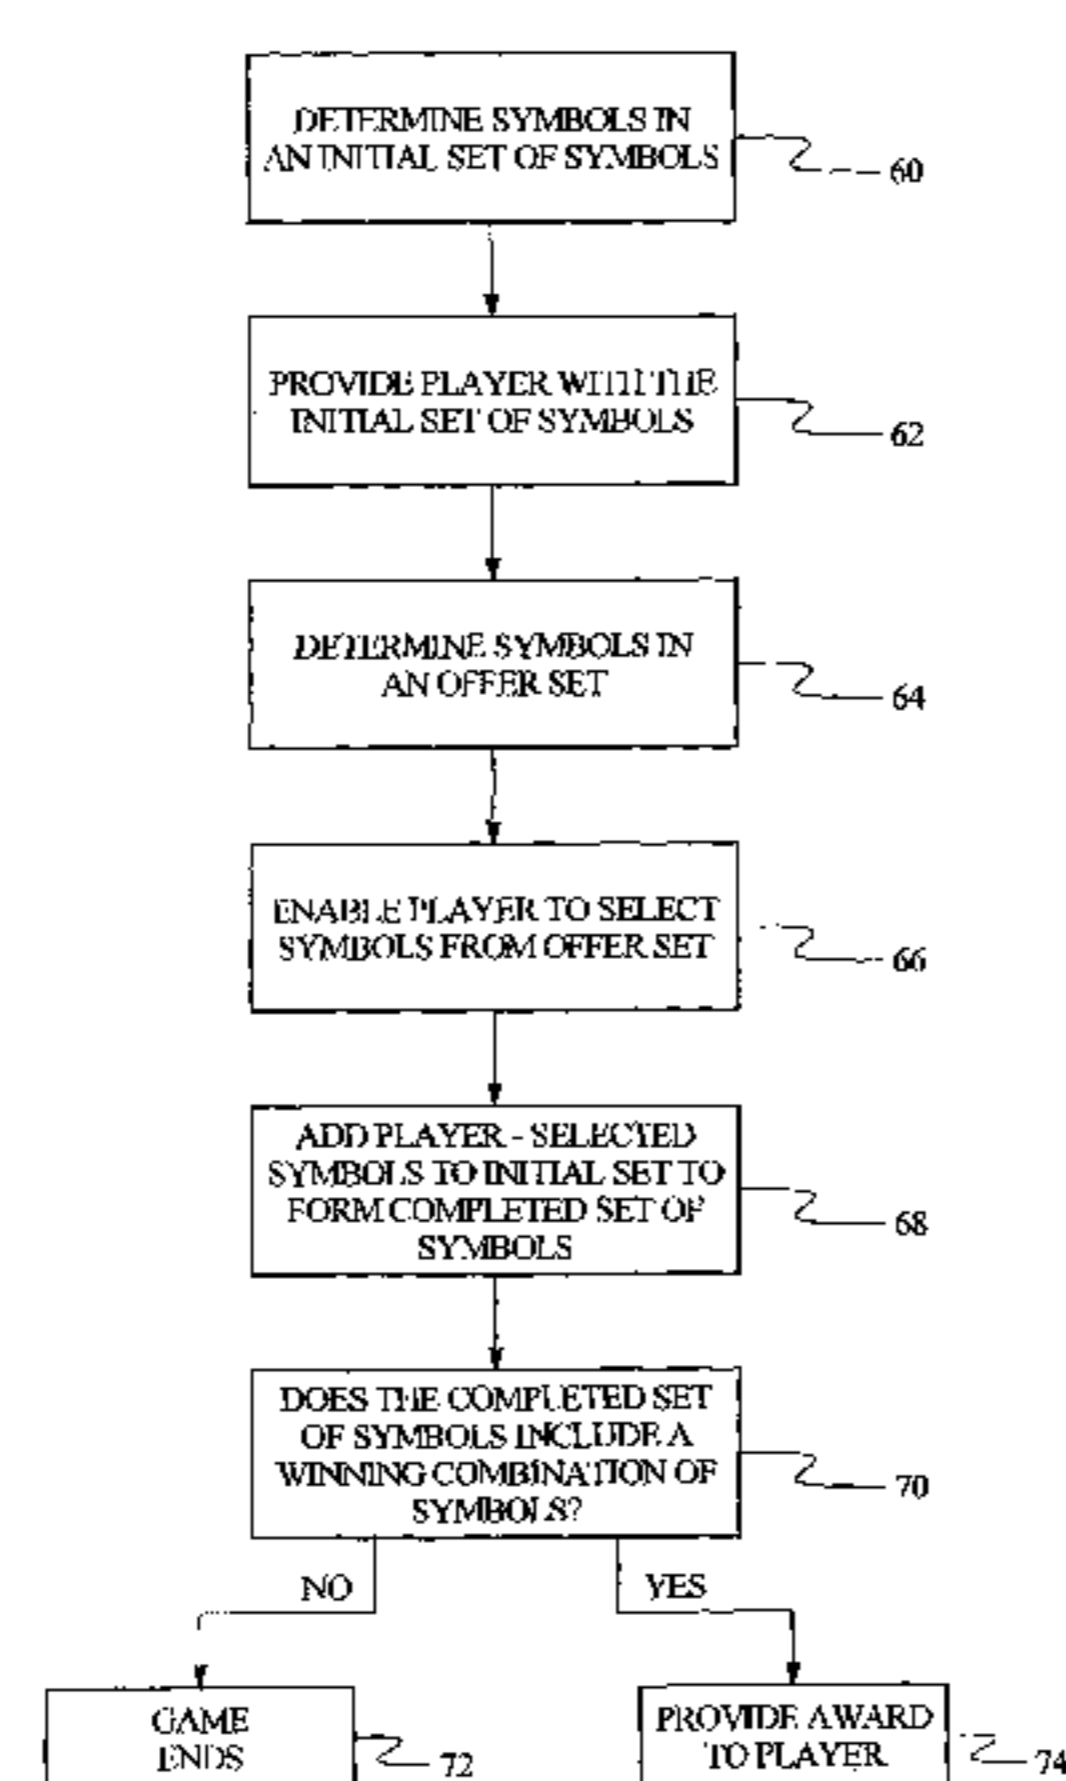 DETERMINE SYMBOLS IN
AN INITIAL SET OF SYMBOLS
60
PROVIDE PLAYER WITH THE
INITIAL SET OF SYMBOLS
62
DETERMINE SYMBOLS IN
AN OFFER SET
64
ENABLE PLAYER TO SELECT
SYMBOLS FROM OFFER SET
66
ADD PLAYER - SELECTED
SYMBOLS TO INITIAL SET TO
FORM COMPLETED SET OF
SYMBOLS
68
DOES THE COMPLETED SET
OF SYMBOLS INCLUDE A
WINNING COMBINATION OF
SYMBOLS?
70
NO
YES
GAME
ENDS
72
PROVIDE AWARD
TO PLAYER
74